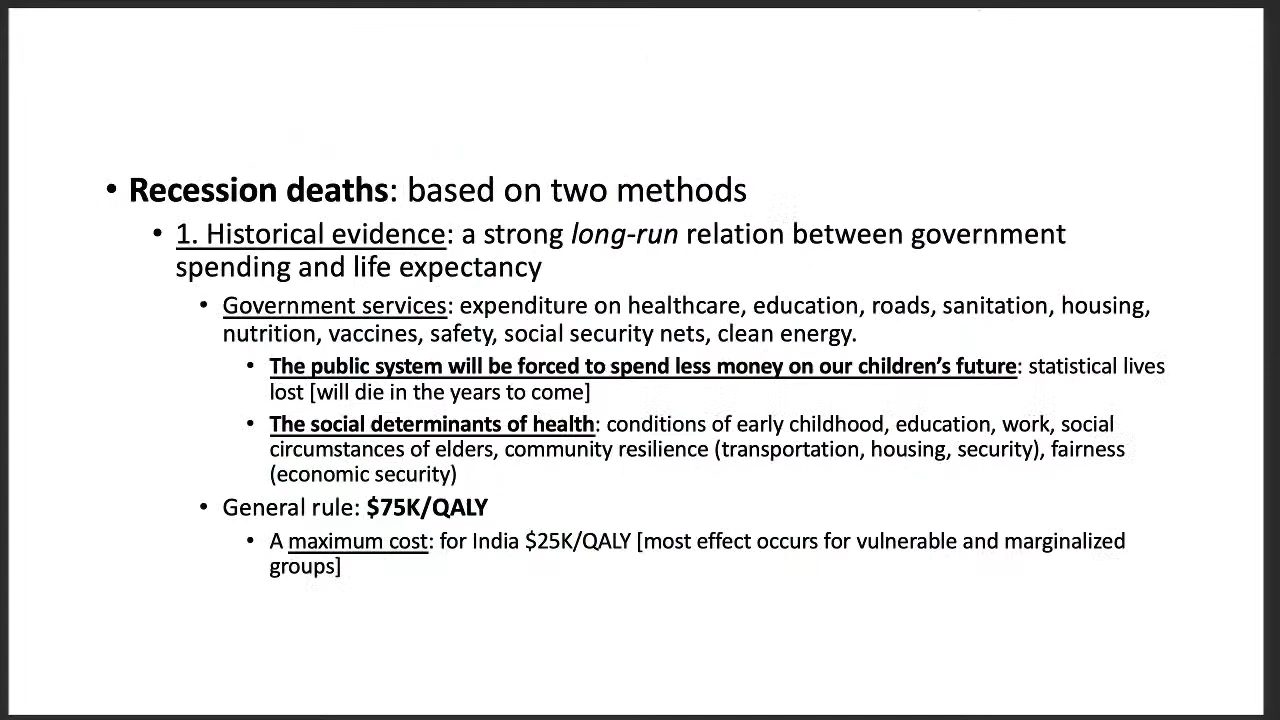 • Recession deaths: based on two methods
• 1. Historical evidence: a strong long-run relation between government
spending and life expectancy
• Government services: expenditure on healthcare, education, roads, sanitation, housing,
nutrition, vaccines, safety, social security nets, clean energy.
• The public system will be forced to spend less money on our children’s future: statistical lives
lost [will die in the years to come]
• The social determinants of health: conditions of early childhood, education, work, social
circumstances of elders, community resilience (transportation, housing, security), fairness
(economic security)
• General rule: $75K/QALY
• A maximum cost: for India $25K/QALY [most effect occurs for vulnerable and marginalized
groups]